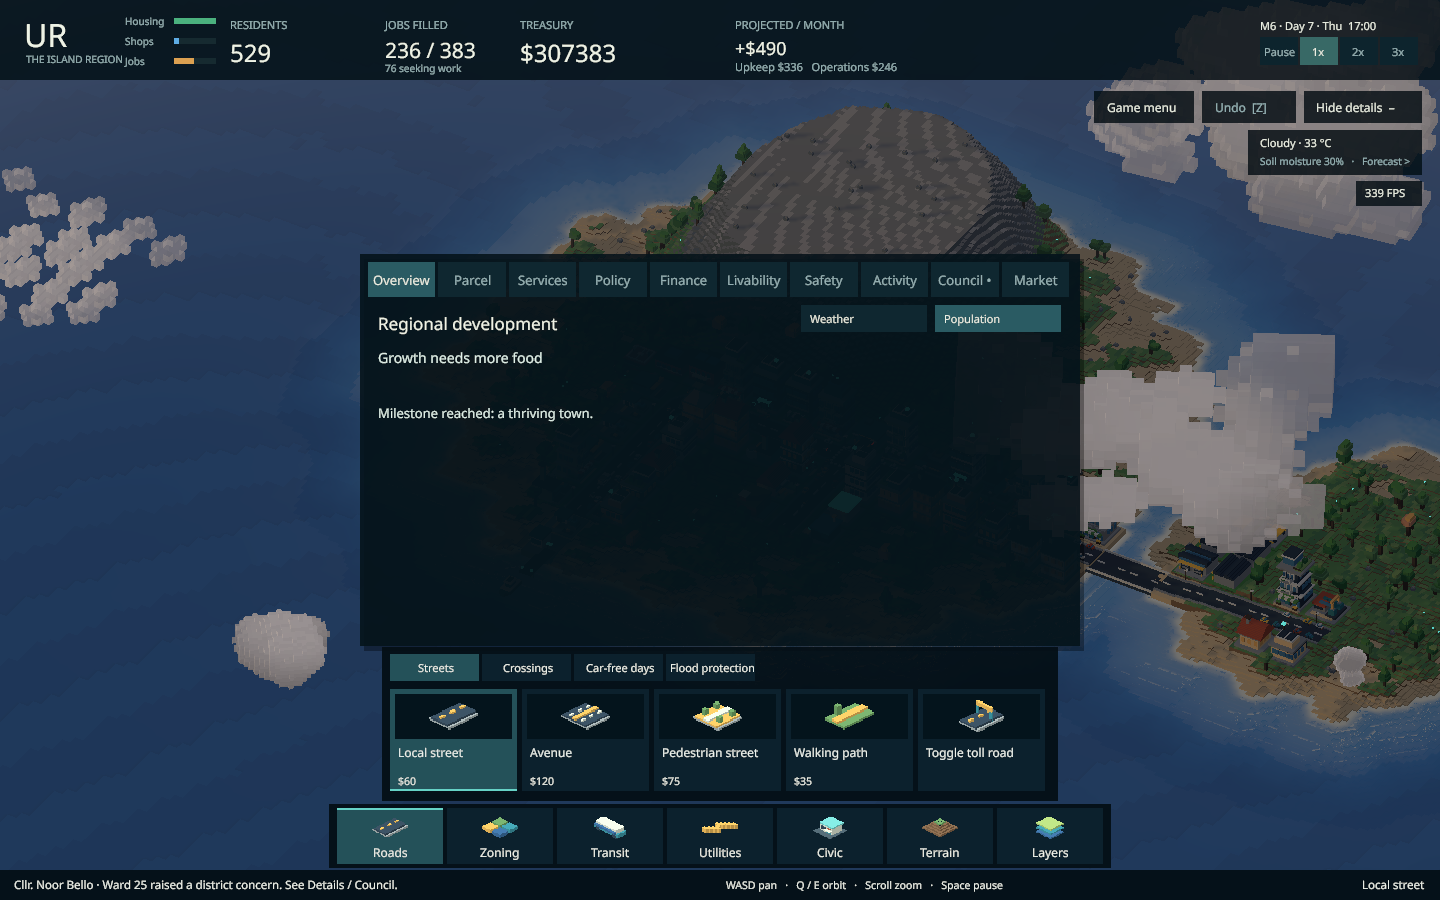 UR
THE ISLAND REGION
Housing
Shops
Jobs
RESIDENTS
529
JOBS FILLED
236 / 383
76 seeking work
TREASURY
$307383
PROJECTED / MONTH
+$490
Upkeep $336 Operations $246
M6 · Day 7 · Thu 17:00
Pause 1x 2x 3x
Game menu
Undo [Z]
Hide details –
Cloudy · 33 °C
Soil moisture 30% · Forecast >
339 FPS
Overview Parcel Services Policy Finance Livability Safety Activity Council • Market
Regional development
Weather
Population
Growth needs more food
Milestone reached: a thriving town.
Streets Crossings Car-free days Flood protection
Local street
$60
Avenue
$120
Pedestrian street
$75
Walking path
$35
Toggle toll road
Roads Zoning Transit Utilities Civic Terrain Layers
Cllr. Noor Bello · Ward 25 raised a district concern. See Details / Council.
WASD pan · Q / E orbit · Scroll zoom · Space pause
Local street